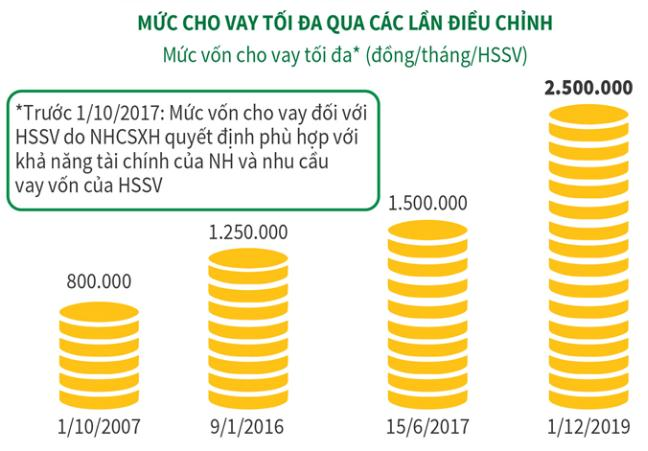 MỨC CHO VAY TỐI ĐA QUA CÁC LẦN ĐIỀU CHỈNH
Mức vốn cho vay tối đa* (đồng/tháng/HSSV)
*Trước 1/10/2017: Mức vốn cho vay đối với
HSSV do NHCSXH quyết định phù hợp với
khả năng tài chính của NH và nhu cầu
vay vốn của HSSV
800.000
1.250.000
1.500.000
2.500.000
1/10/2007
9/1/2016
15/6/2017
1/12/2019